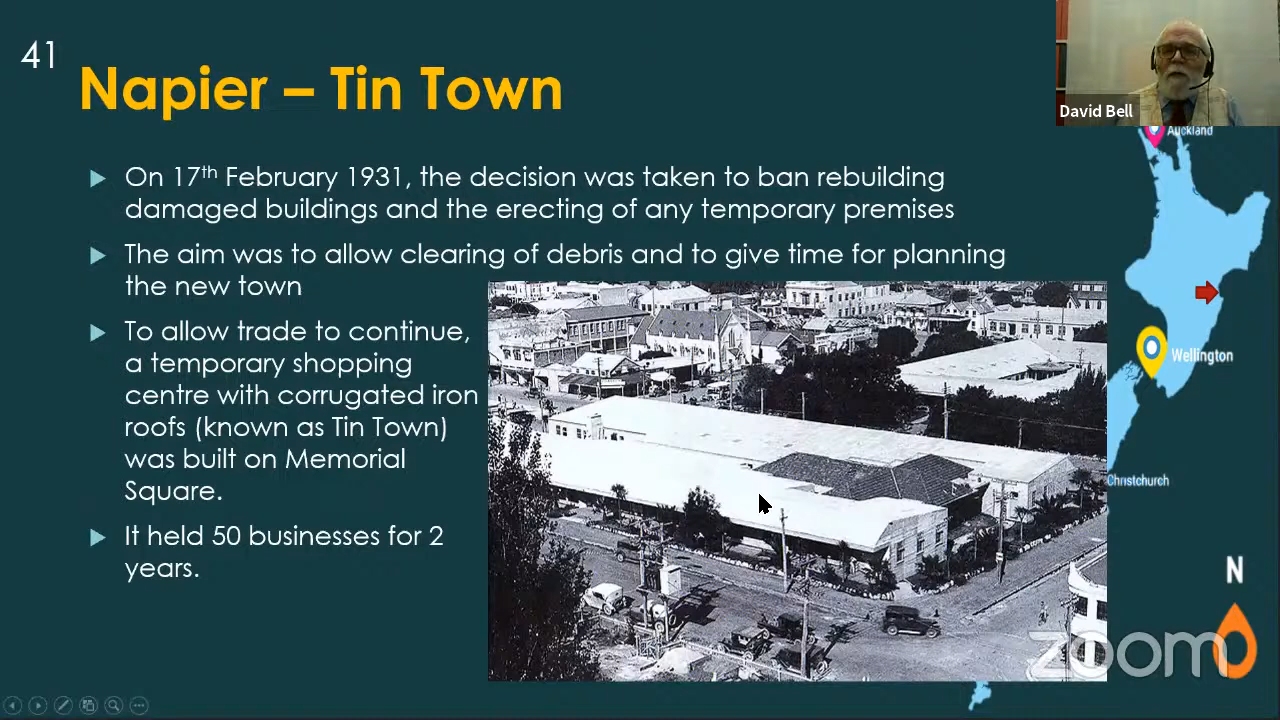 41
Napier – Tin Town
David Bell
Auckland
On 17th February 1931, the decision was taken to ban rebuilding
damaged buildings and the erecting of any temporary premises
The aim was to allow clearing of debris and to give time for planning
the new town
To allow trade to continue,
a temporary shopping
centre with corrugated iron
roofs (known as Tin Town)
was built on Memorial
Square.
It held 50 businesses for 2
years.
Wellington
Christchurch
N
zoom